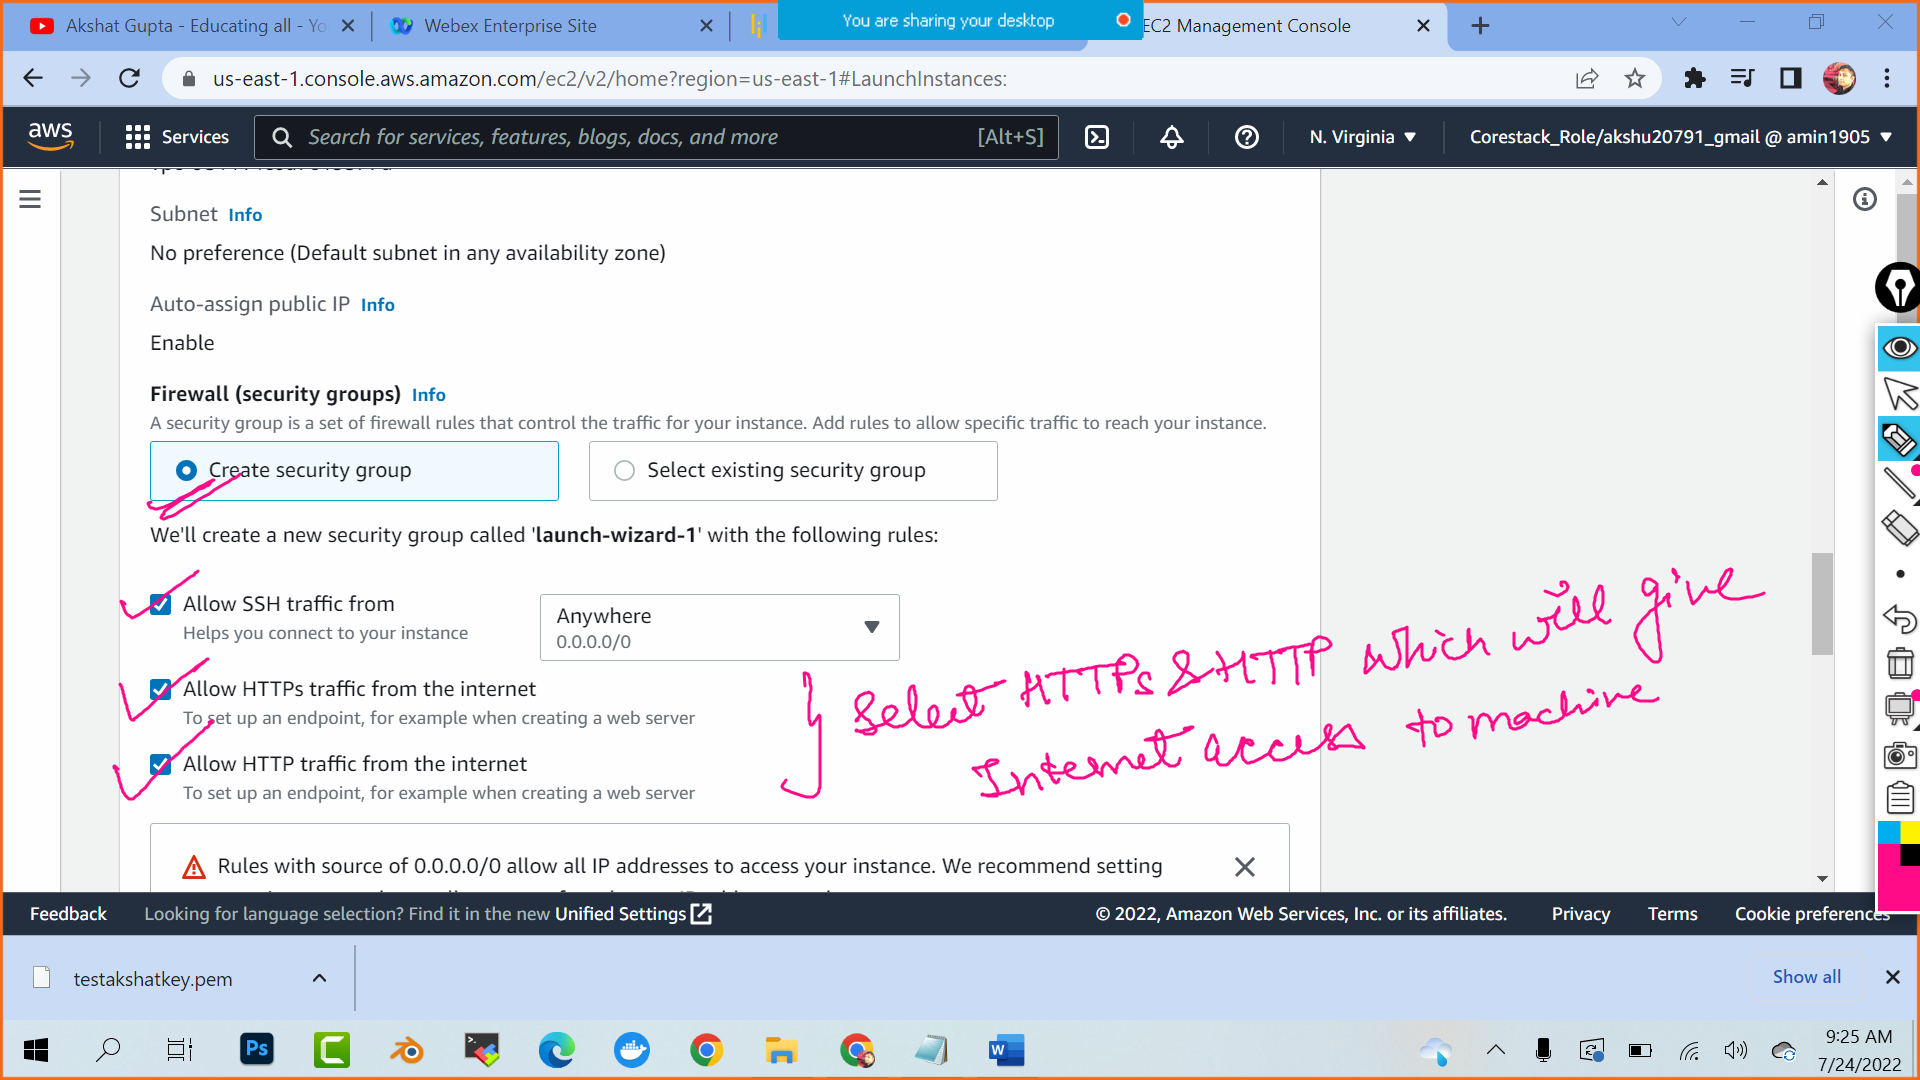 Akshat Gupta - Educating all - Yo
Webex Enterprise Site
You are sharing your desktop
EC2 Management Console
us-east-1.console.aws.amazon.com/ec2/v2/home?region=us-east-1#LaunchInstances:
aws
Services
Search for services, features, blogs, docs, and more
[Alt+S]
N. Virginia
Corestack_Role/akshu20791_gmail @ amin1905
Subnet Info
No preference (Default subnet in any availability zone)
Auto-assign public IP Info
Enable
Firewall (security groups) Info
A security group is a set of firewall rules that control the traffic for your instance. Add rules to allow specific traffic to reach your instance.
Create security group
Select existing security group
We'll create a new security group called 'launch-wizard-1' with the following rules:
Allow SSH traffic from
Helps you connect to your instance
Anywhere
0.0.0.0/0
Allow HTTPs traffic from the internet
To set up an endpoint, for example when creating a web server
Allow HTTP traffic from the internet
To set up an endpoint, for example when creating a web server
Select HTTPs & HTTP which will give
Internet access to machine
Rules with source of 0.0.0.0/0 allow all IP addresses to access your instance. We recommend setting
Feedback
Looking for language selection? Find it in the new Unified Settings
© 2022, Amazon Web Services, Inc. or its affiliates.
Privacy
Terms
Cookie preferences
testakshatkey.pem
Show all
Ps
C
W
9:25 AM
7/24/2022